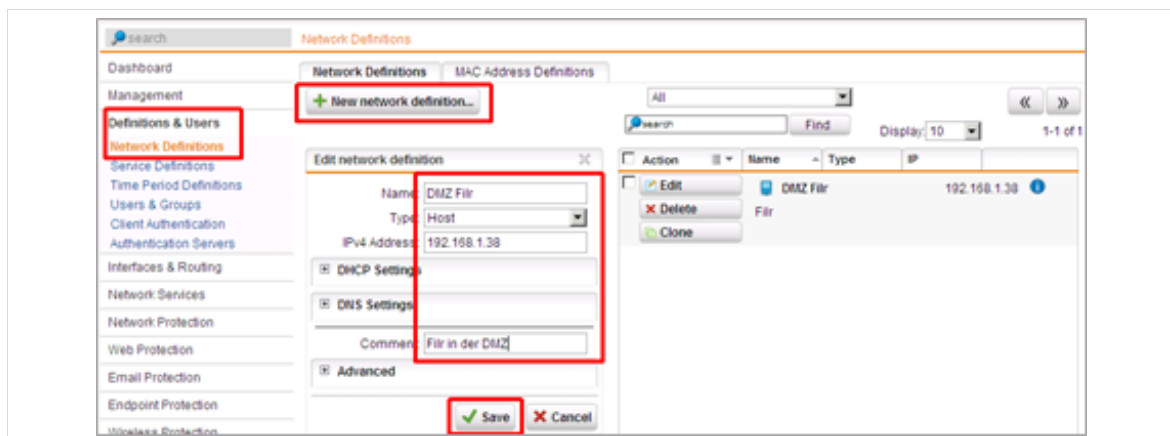 search
Network Definitions
Dashboard
Management
Definitions & Users
Network Definitions
Service Definitions
Time Period Definitions
Users & Groups
Client Authentication
Authentication Servers
Interfaces & Routing
Network Services
Network Protection
Web Protection
Email Protection
Endpoint Protection
Wireless Protection
Network Definitions MAC Address Definitions
+ New network definition...
Edit network definition
Name: DMZ Filr
Type: Host
IPv4 Address: 192.168.1.38
DHCP Settings
DNS Settings
Comment: Filr in der DMZ
Advanced
Save Cancel
All
search Find Display: 10 1-1 of 1
Action Name Type IP
Edit DMZ Filr 192.168.1.38
Delete Filr
Clone